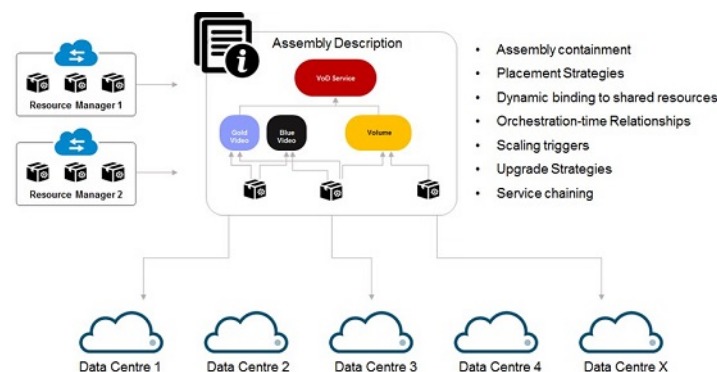 Assembly Description
VoD Service
Gold
Video
Blue
Video
Volume
Resource Manager 1
Resource Manager 2
• Assembly containment
• Placement Strategies
• Dynamic binding to shared resources
• Orchestration-time Relationships
• Scaling triggers
• Upgrade Strategies
• Service chaining
Data Centre 1
Data Centre 2
Data Centre 3
Data Centre 4
Data Centre X